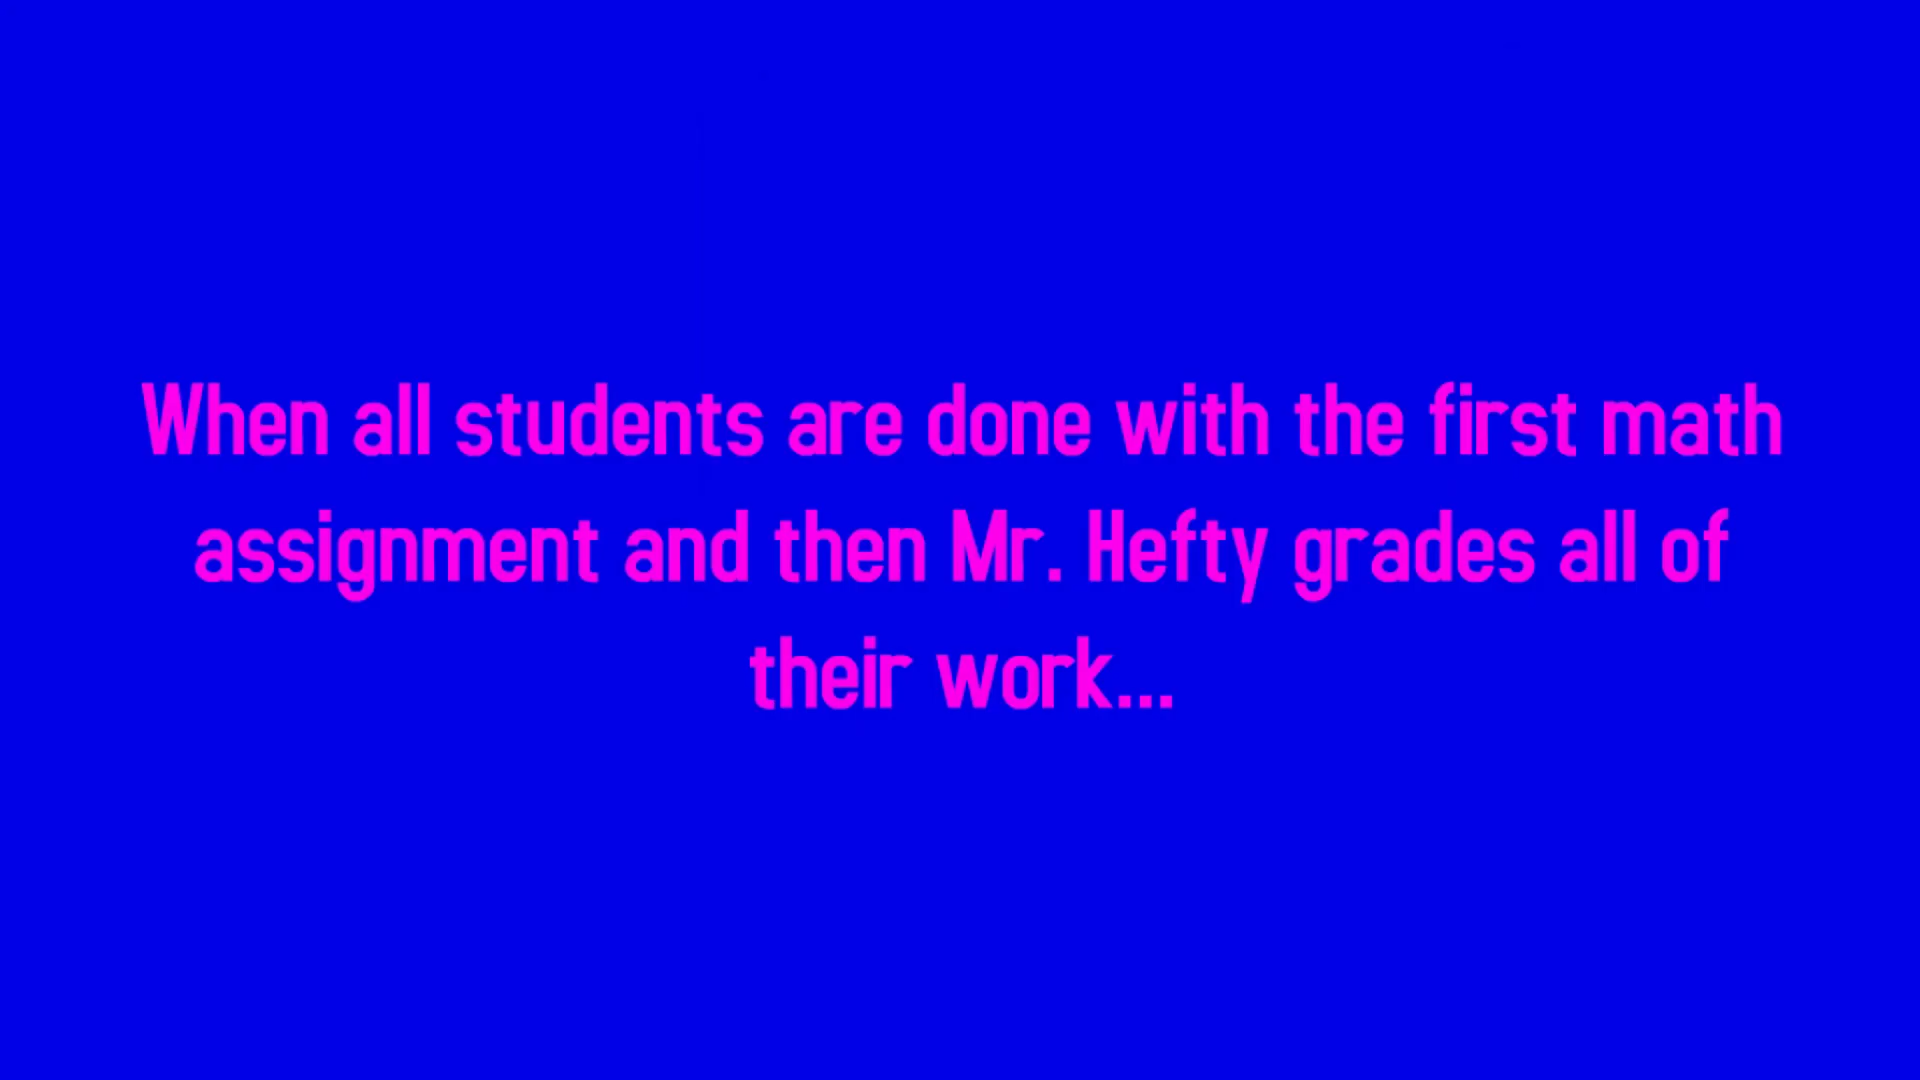 When all students are done with the first math
assignment and then Mr. Hefty grades all of
their work...